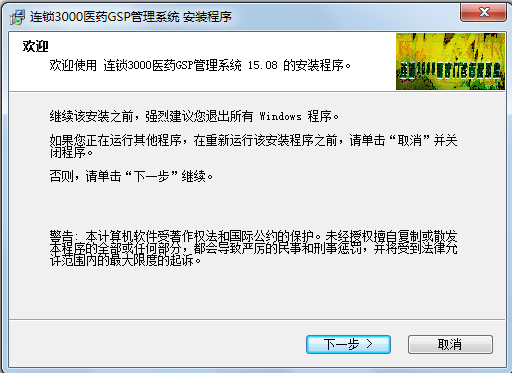 连锁3000医药GSP管理系统 安装程序
欢迎
欢迎使用 连锁3000医药GSP管理系统 15.08 的安装程序。
继续该安装之前，强烈建议您退出所有 Windows 程序。
如果您正在运行其他程序，在重新运行该安装程序之前，请单击“取消”并关
闭程序。
否则，请单击“下一步”继续。
警告: 本计算机软件受著作权法和国际公约的保护。未经授权擅自复制或散发
本程序的全部或任何部分，都会导致严厉的民事和刑事惩罚，并将受到法律允
许范围内的最大限度的起诉。
下一步 >
取消